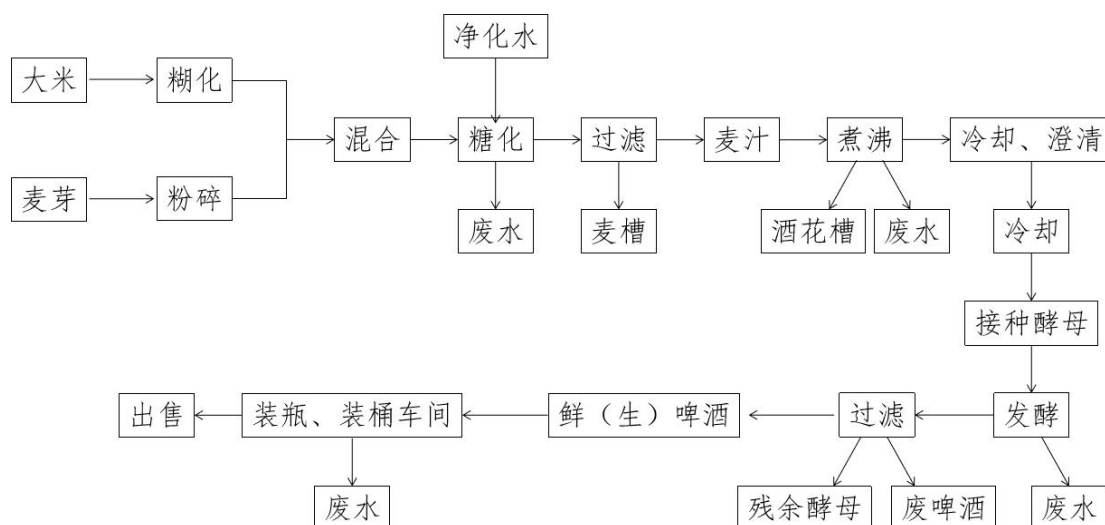 净化水
大米
糊化
混合
糖化
过滤
麦汁
煮沸
冷却、澄清
麦芽
粉碎
废水
麦槽
酒花槽
废水
冷却
接种酵母
出售
装瓶、装桶车间
鲜（生）啤酒
过滤
发酵
废水
残余酵母
废啤酒
废水